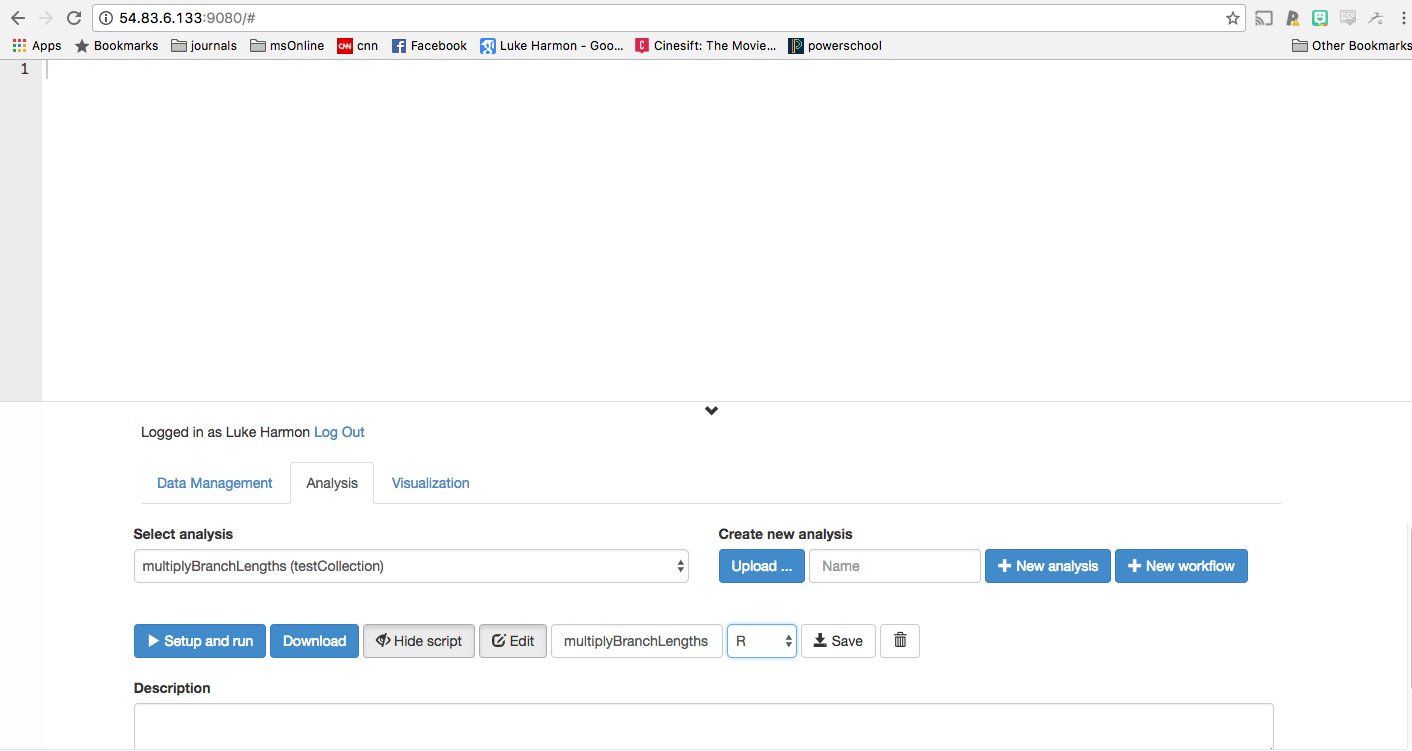 54.83.6.133:9080/#
Apps Bookmarks journals msOnline CNN cnn Facebook Luke Harmon - Goo... Cinesift: The Movie... powerschool Other Bookmarks
1
Logged in as Luke Harmon Log Out
Data Management Analysis Visualization
Select analysis Create new analysis
multiplyBranchLengths (testCollection) Upload ... Name New analysis New workflow
Setup and run Download Hide script Edit multiplyBranchLengths R Save
Description